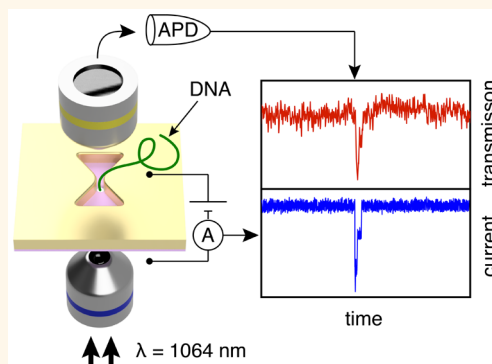 APD
DNA
transmisson
A
current
time
λ = 1064 nm